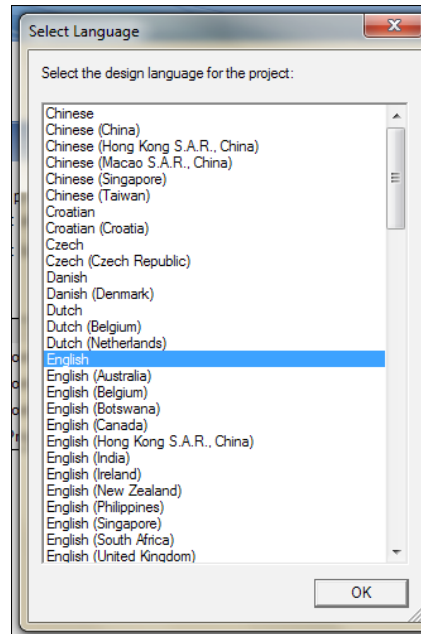 Select Language
Select the design language for the project:
Chinese
Chinese (China)
Chinese (Hong Kong S.A.R., China)
Chinese (Macao S.A.R., China)
Chinese (Singapore)
Chinese (Taiwan)
Croatian
Croatian (Croatia)
Czech
Czech (Czech Republic)
Danish
Danish (Denmark)
Dutch
Dutch (Belgium)
Dutch (Netherlands)
English
English (Australia)
English (Belgium)
English (Botswana)
English (Canada)
English (Hong Kong S.A.R., China)
English (India)
English (Ireland)
English (New Zealand)
English (Philippines)
English (Singapore)
English (South Africa)
English (United Kingdom)
OK